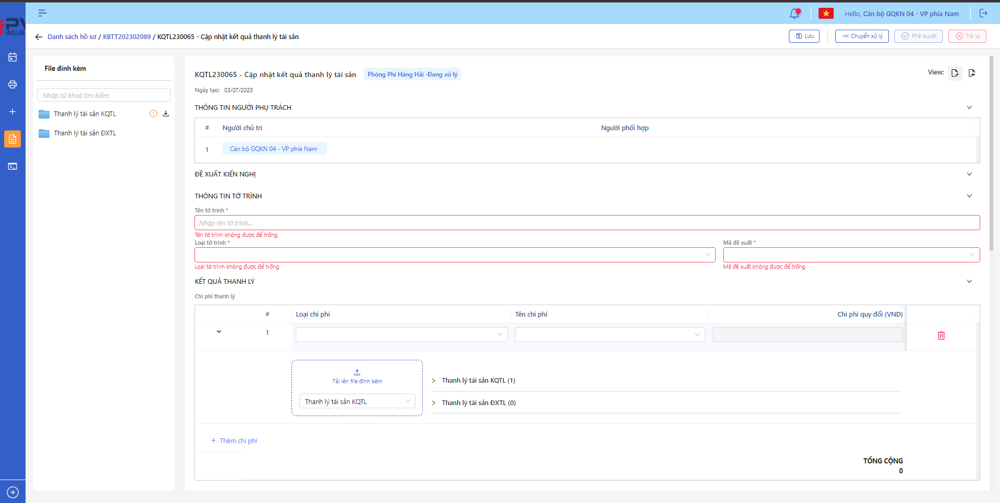 Hello, Cán bộ GQKN 04 - VP phía Nam
INSUR
Danh sách hồ sơ / KBTT202302089 / KQTL230065 - Cập nhật kết quả thanh lý tài sản
Lưu
Chuyển xử lý
Phê duyệt
Trả lại
File đính kèm
Nhập từ khoá tìm kiếm
Thanh lý tài sản KQTL
Thanh lý tài sản ĐXTL
KQTL230065 - Cập nhật kết quả thanh lý tài sản
Phòng Phi Hàng Hải -Đang xử lý
View:
Ngày tạo: 03/07/2023
THÔNG TIN NGƯỜI PHỤ TRÁCH
# Người chủ trì Người phối hợp
1 Cán bộ GQKN 04 - VP phía Nam
ĐỀ XUẤT KIẾN NGHỊ
THÔNG TIN TỜ TRÌNH
Tên tờ trình *
Nhập tên tờ trình...
Tên tờ trình không được để trống
Loại tờ trình * Mã đề xuất *
Loại tờ trình không được để trống Mã đề xuất không được để trống
KẾT QUẢ THANH LÝ
Chi phí thanh lý
# Loại chi phí Tên chi phí Chi phí quy đổi (VND)
1
Tải lên file đính kèm
Thanh lý tài sản KQTL
Thanh lý tài sản KQTL (1)
Thanh lý tài sản ĐXTL (0)
+ Thêm chi phí
TỔNG CỘNG
0